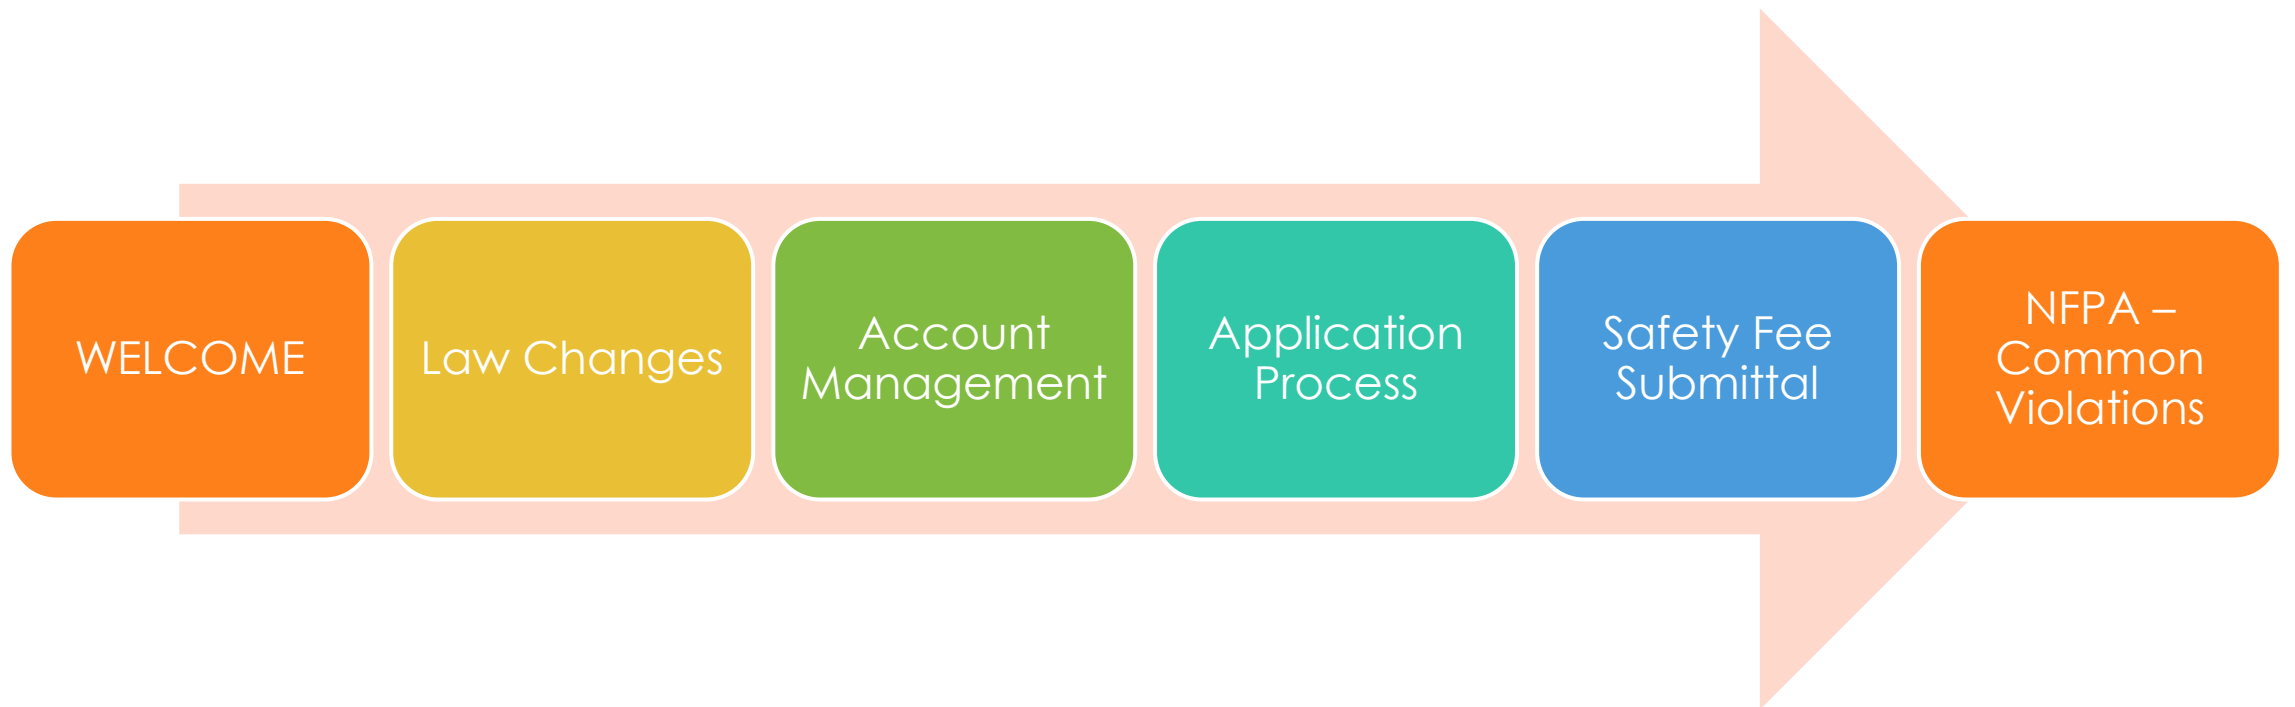 WELCOME
Law Changes
Account
Management
Application
Process
Safety Fee
Submittal
NFPA –
Common
Violations